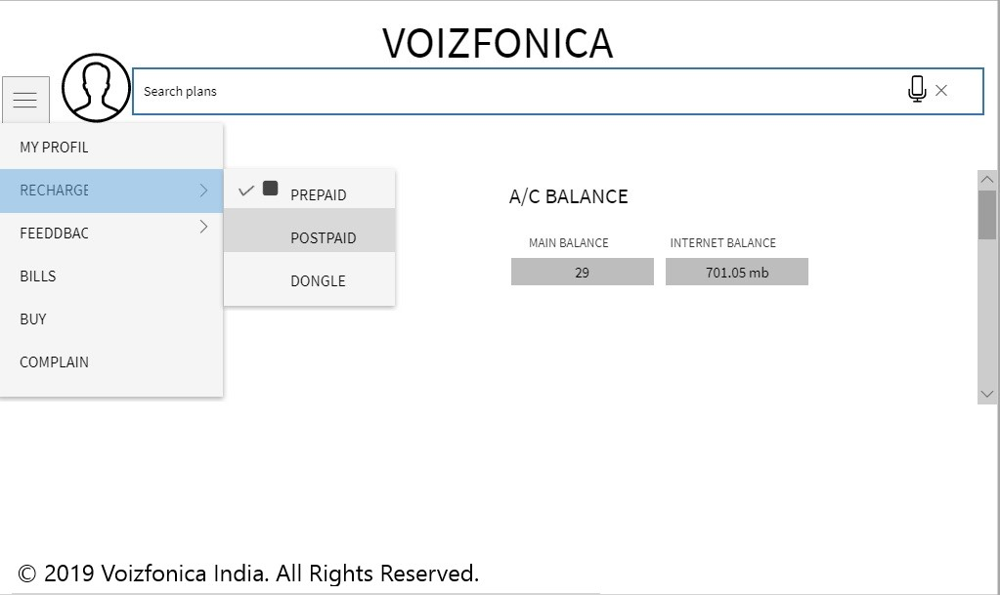 VOIZFONICA
Search plans
MY PROFIL
RECHARGE
FEEDDBAC
BILLS
BUY
COMPLAIN
PREPAID
POSTPAID
DONGLE
A/C BALANCE
MAIN BALANCE INTERNET BALANCE
29 701.05 mb
© 2019 Voizfonica India. All Rights Reserved.